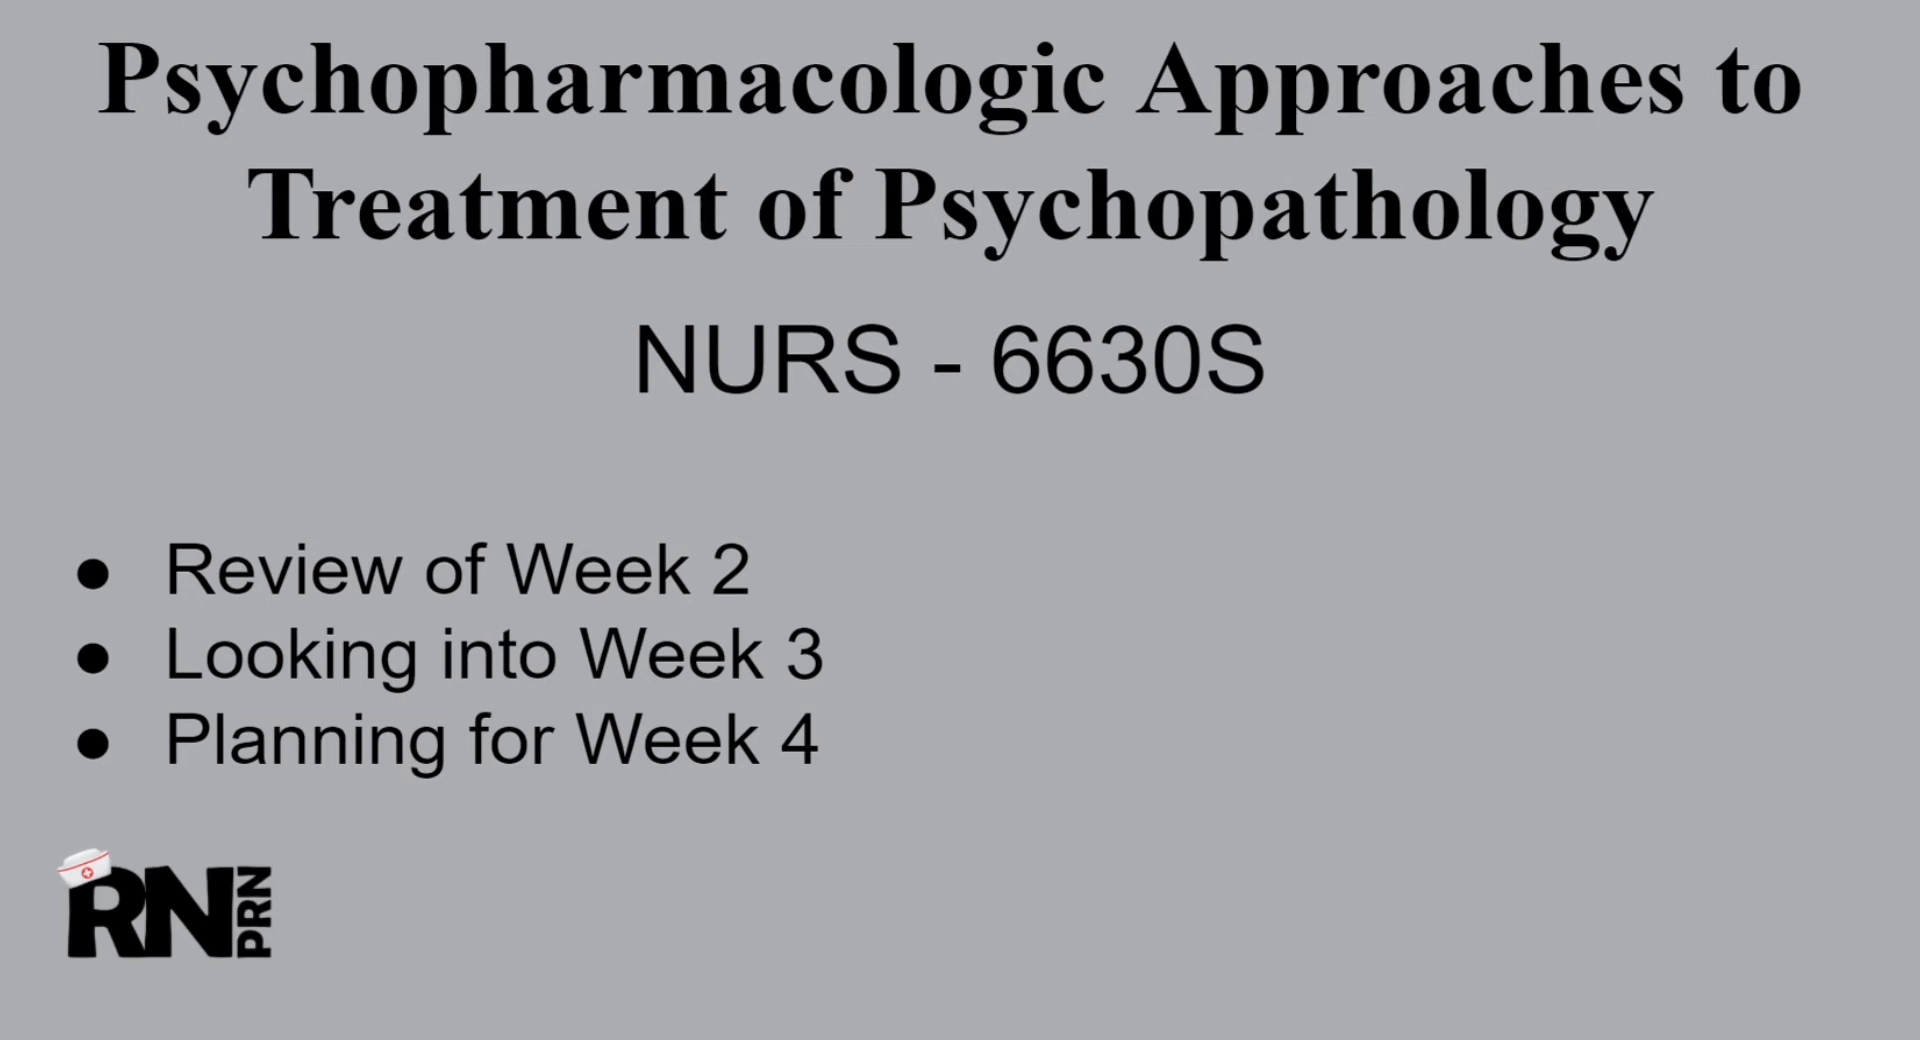 Psychopharmacologic Approaches to
Treatment of Psychopathology
NURS - 6630S
● Review of Week 2
● Looking into Week 3
● Planning for Week 4
RN PRN